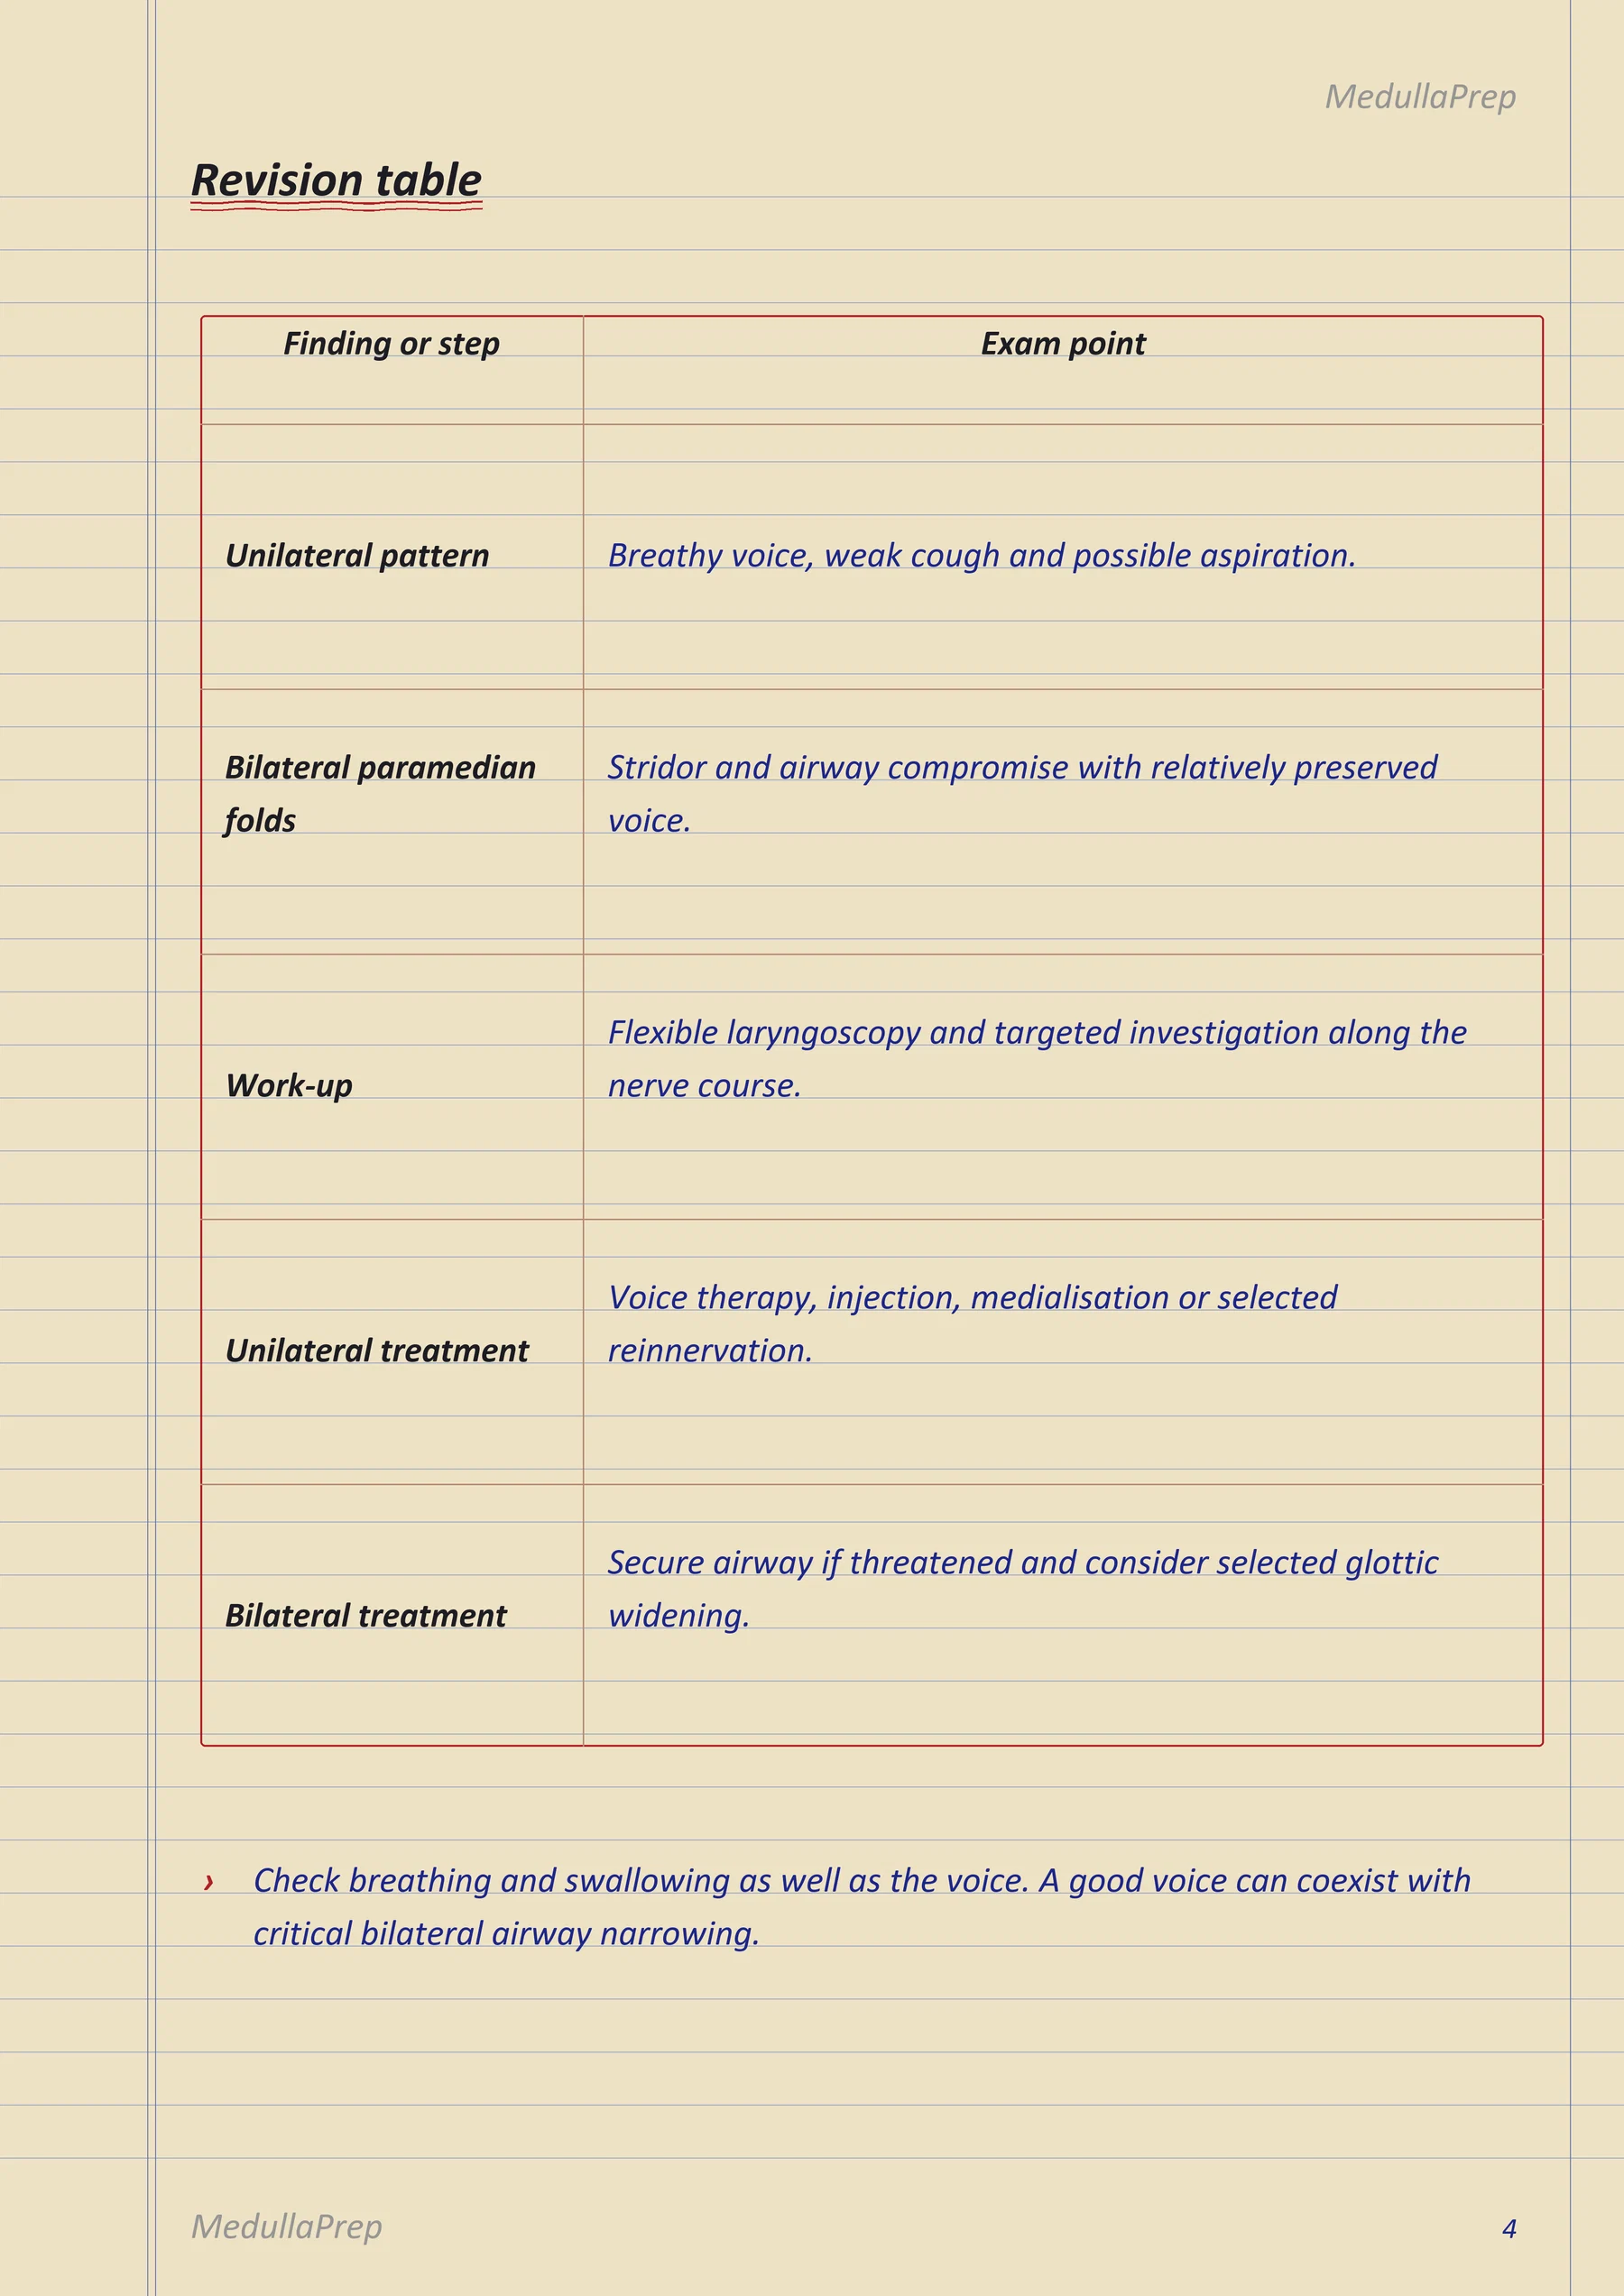 MedullaPrep
Revision table
Finding or step
Exam point
Unilateral pattern
Breathy voice, weak cough and possible aspiration.
Bilateral paramedian
folds
Stridor and airway compromise with relatively preserved
voice.
Work-up
Flexible laryngoscopy and targeted investigation along the
nerve course.
Unilateral treatment
Voice therapy, injection, medialisation or selected
reinnervation.
Bilateral treatment
Secure airway if threatened and consider selected glottic
widening.
› Check breathing and swallowing as well as the voice. A good voice can coexist with
critical bilateral airway narrowing.
MedullaPrep
4